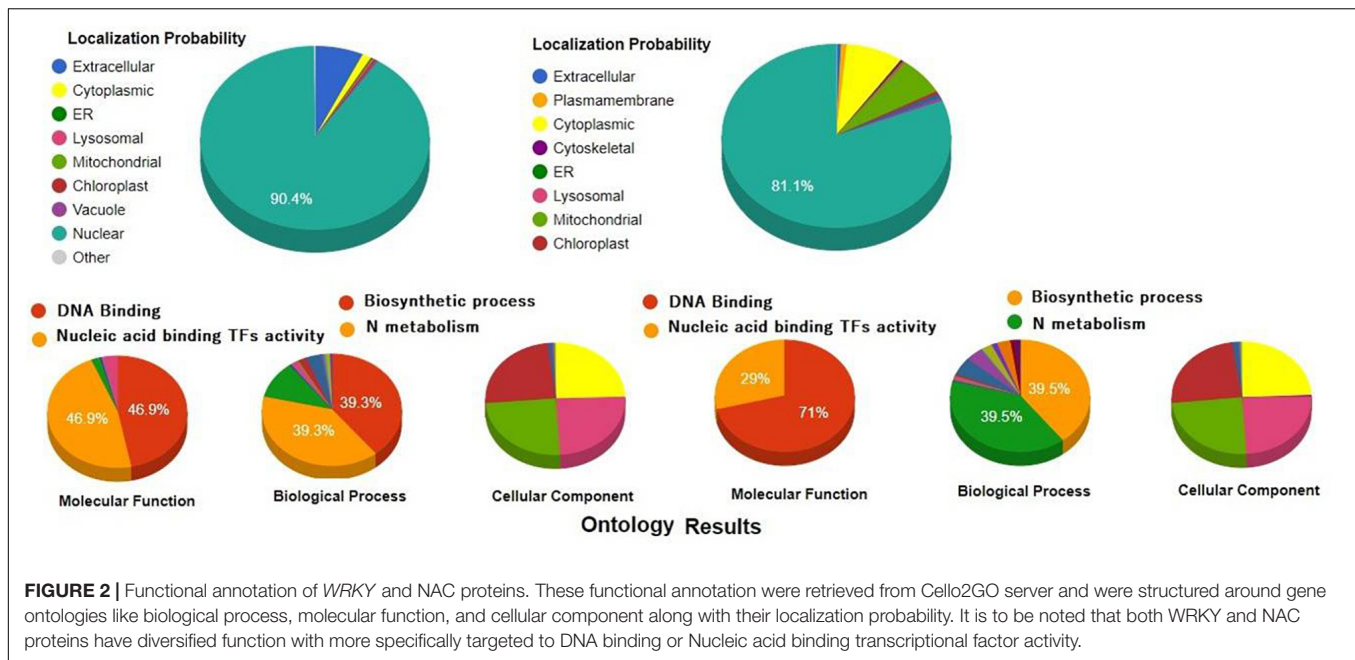 Localization Probability
Extracellular
Cytoplasmic
ER
Lysosomal
Mitochondrial
Chloroplast
Vacuole
Nuclear
Other
90.4%
Localization Probability
Extracellular
Plasmamembrane
Cytoplasmic
Cytoskeletal
ER
Lysosomal
Mitochondrial
Chloroplast
81.1%
DNA Binding
Nucleic acid binding TFs activity
46.9%
46.9%
Molecular Function
Biosynthetic process
N metabolism
39.3%
39.3%
Biological Process
Cellular Component
DNA Binding
Nucleic acid binding TFs activity
29%
71%
Molecular Function
Biosynthetic process
N metabolism
39.5%
39.5%
Biological Process
Cellular Component
Ontology Results
FIGURE 2 | Functional annotation of WRKY and NAC proteins. These functional annotation were retrieved from Cello2GO server and were structured around gene
ontologies like biological process, molecular function, and cellular component along with their localization probability. It is to be noted that both WRKY and NAC
proteins have diversified function with more specifically targeted to DNA binding or Nucleic acid binding transcriptional factor activity.